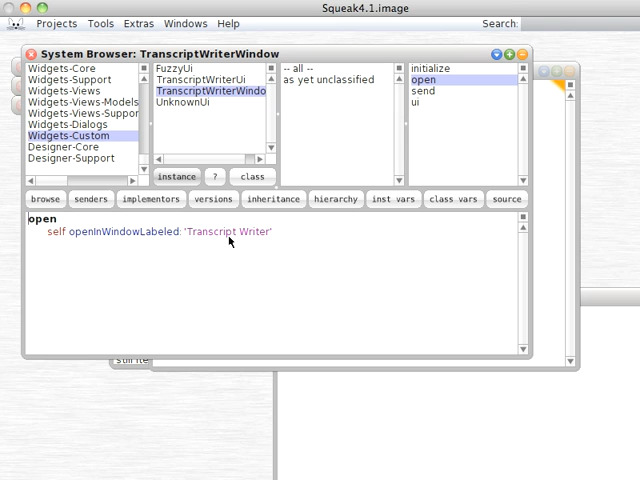 Squeak4.1.image
Projects Tools Extras Windows Help Search:
System Browser: TranscriptWriterWindow
Widgets-Core
Widgets-Support
Widgets-Views
Widgets-Views-Models
Widgets-Views-Suppor
Widgets-Dialogs
Widgets-Custom
Designer-Core
Designer-Support
FuzzyUi
TranscriptWriterUi
TranscriptWriterWindo
UnknownUi
instance ? class
-- all --
as yet unclassified
initialize
open
send
ui
browse senders implementors versions inheritance hierarchy inst vars class vars source
open
self openInWindowLabeled: 'Transcript Writer'